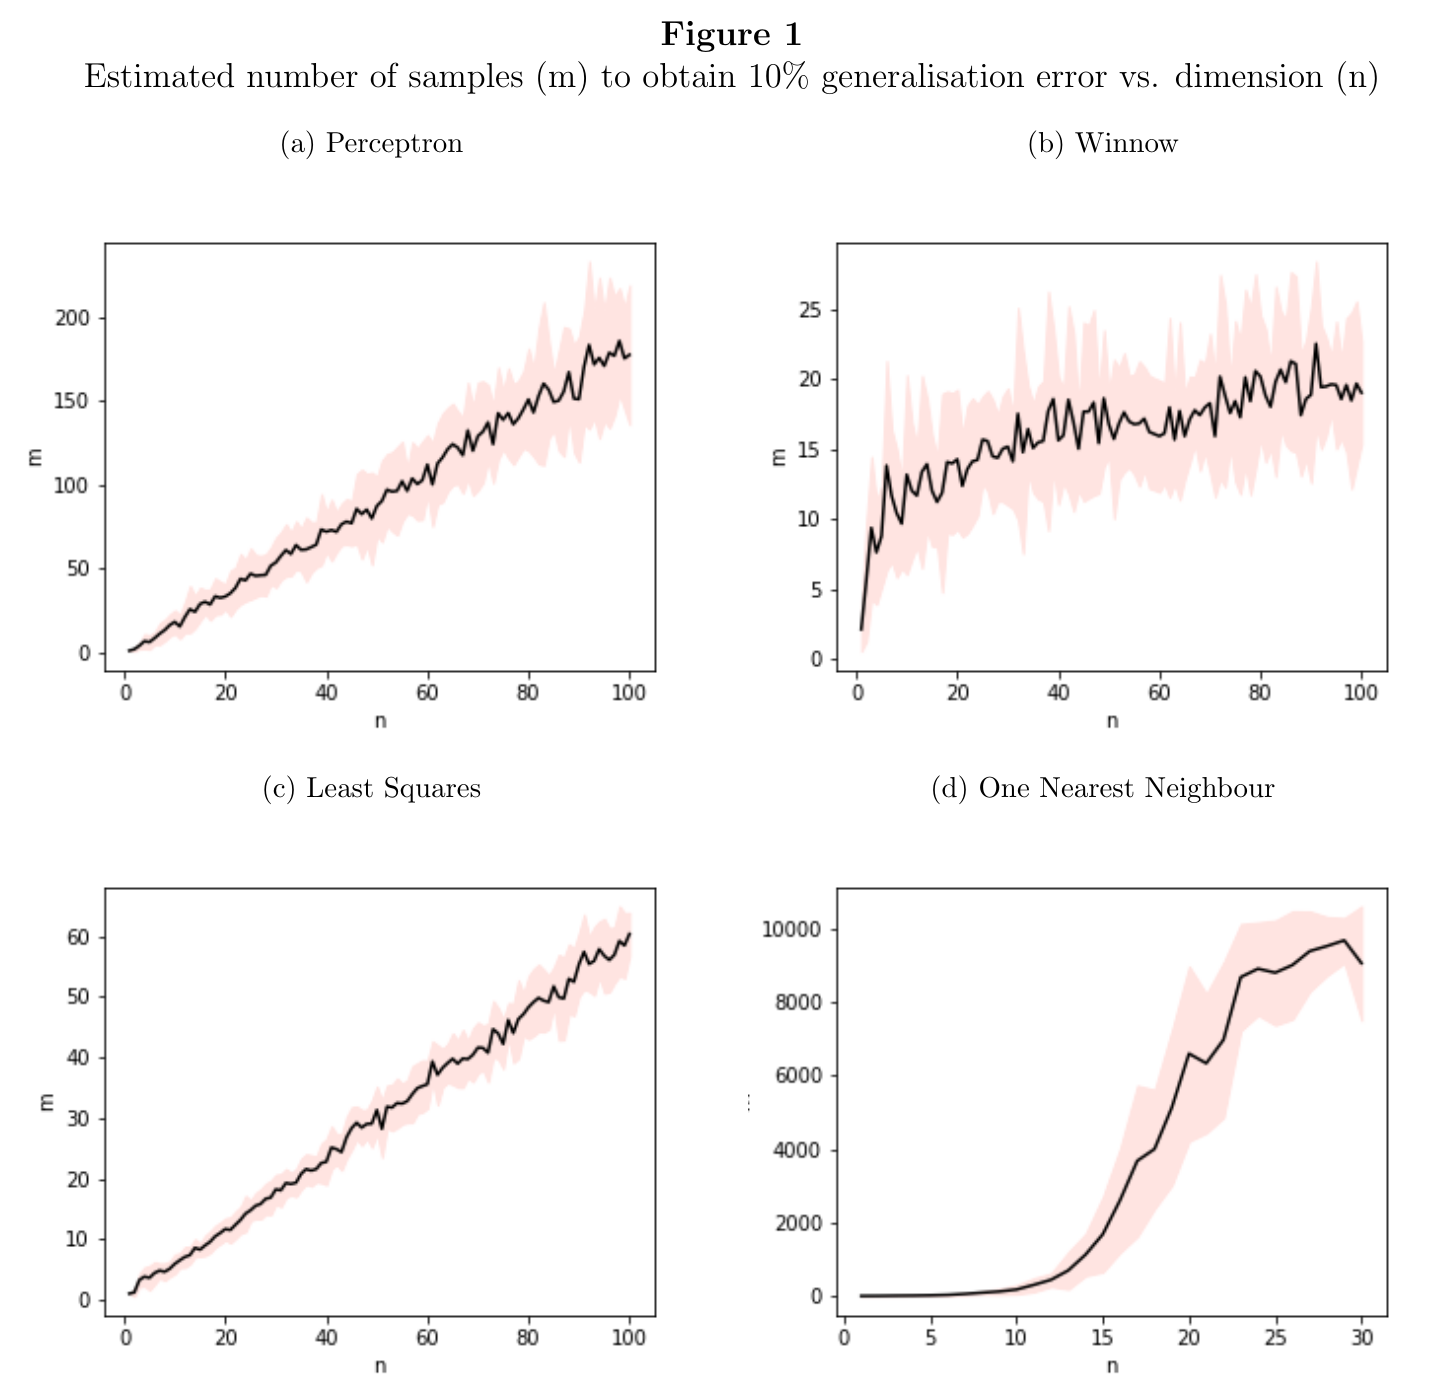 Figure 1
Estimated number of samples (m) to obtain 10% generalisation error vs. dimension (n)
(a) Perceptron
(b) Winnow
200
150
100
50
0
m
0 20 40 60 80 100
n
25
20
15
10
5
0
m
0 20 40 60 80 100
n
(c) Least Squares
(d) One Nearest Neighbour
60
50
40
30
20
10
0
m
0 20 40 60 80 100
n
10000
8000
6000
4000
2000
0
0 5 10 15 20 25 30
n